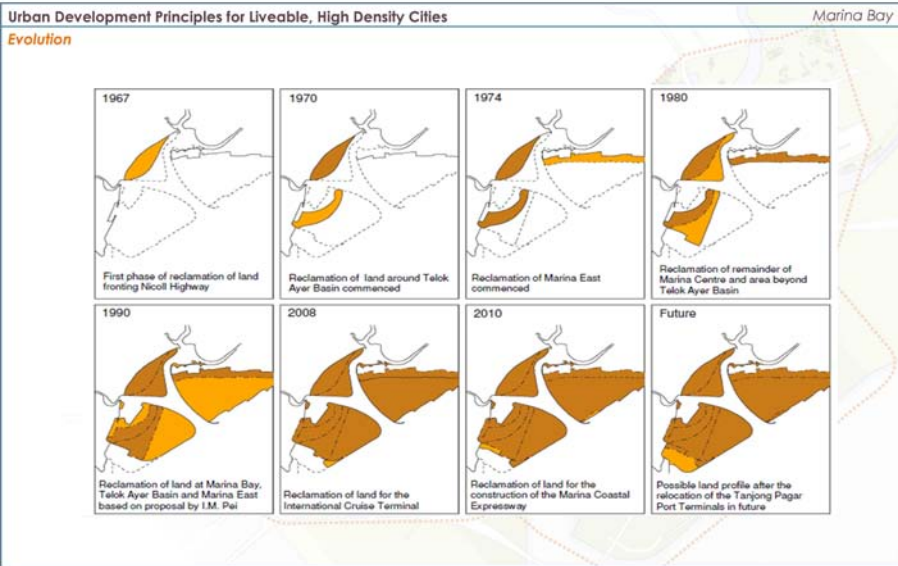 Urban Development Principles for Liveable, High Density Cities
Marina Bay
Evolution
1967
First phase of reclamation of land
fronting Nicoll Highway
1970
Reclamation of land around Telok
Ayer Basin commenced
1974
Reclamation of Marina East
commenced
1980
Reclamation of remainder of
Marina Centre and area beyond
Telok Ayer Basin
1990
Reclamation of land at Marina Bay,
Telok Ayer Basin and Marina East
based on proposal by I.M. Pei
2008
Reclamation of land for the
International Cruise Terminal
2010
Reclamation of land for the
construction of the Marina Coastal
Expressway
Future
Possible land profile after the
relocation of the Tanjong Pagar
Port Terminals in future